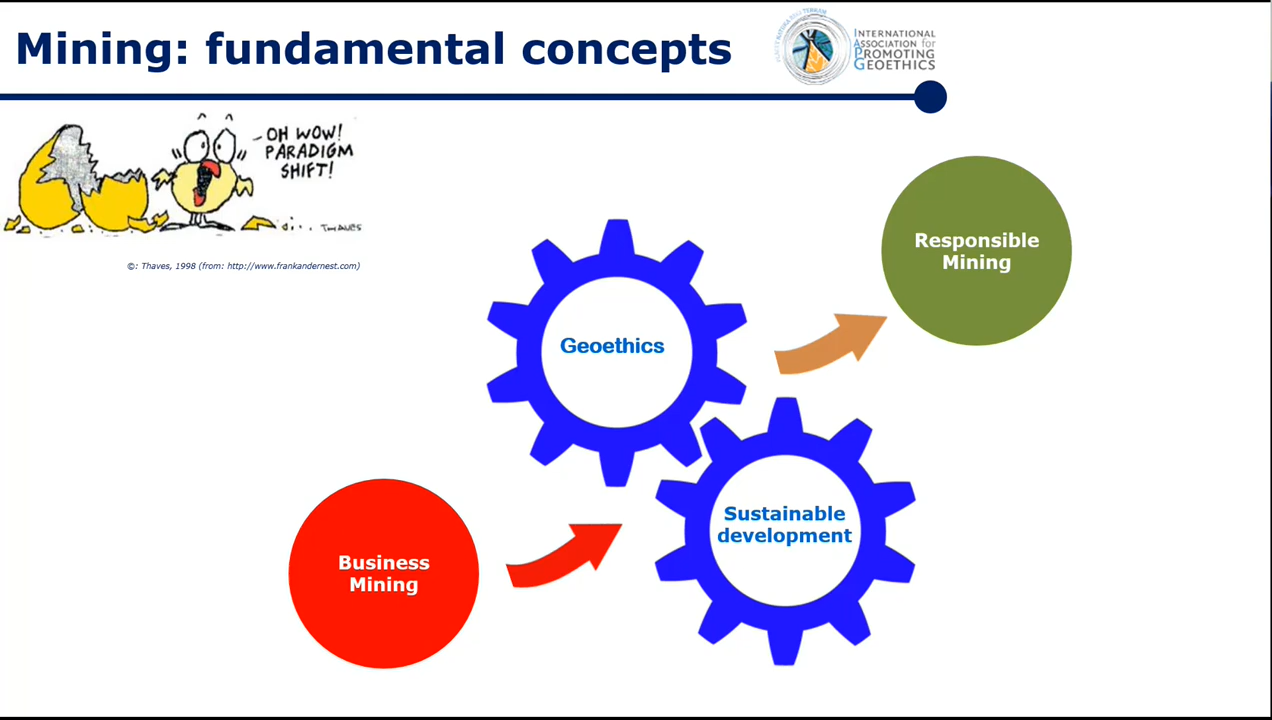 Mining: fundamental concepts
INTERNATIONAL
ASSOCIATION for
PROMOTING
GEOETHICS
OH WOW!
PARADIGM
SHIFT!
THAVES
©: Thaves, 1998 (from: http://www.frankandernest.com)
Responsible
Mining
Geoethics
Sustainable
development
Business
Mining